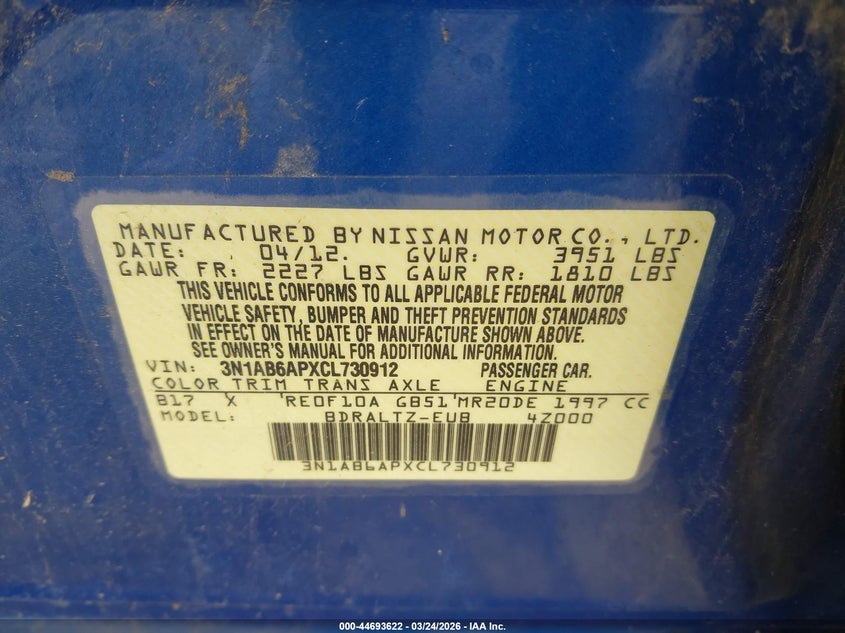 MANUFACTURED BY NISSAN MOTOR CO., LTD.
DATE: 04/12. GVWR: 3951 LBS
GAWR FR: 2227 LBS GAWR RR: 1810 LBS
THIS VEHICLE CONFORMS TO ALL APPLICABLE FEDERAL MOTOR
VEHICLE SAFETY, BUMPER AND THEFT PREVENTION STANDARDS
IN EFFECT ON THE DATE OF MANUFACTURE SHOWN ABOVE.
SEE OWNER'S MANUAL FOR ADDITIONAL INFORMATION.
VIN: 3N1AB6APXCL730912 PASSENGER CAR.
COLOR TRIM TRANS AXLE ENGINE
B17 X RE0F10A GB51 MR20DE 1997 CC
MODEL: BDRALTZ-EUB 4Z000
3N1AB6APXCL730912
000-44693622 - 03/24/2026 - IAA Inc.